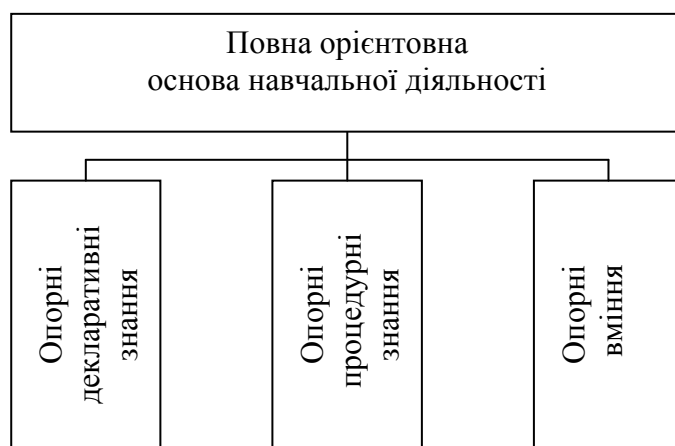 Повна орієнтовна
основа навчальної діяльності
Опорні
декларативні
знання
Опорні
процедурні
знання
Опорні
вміння